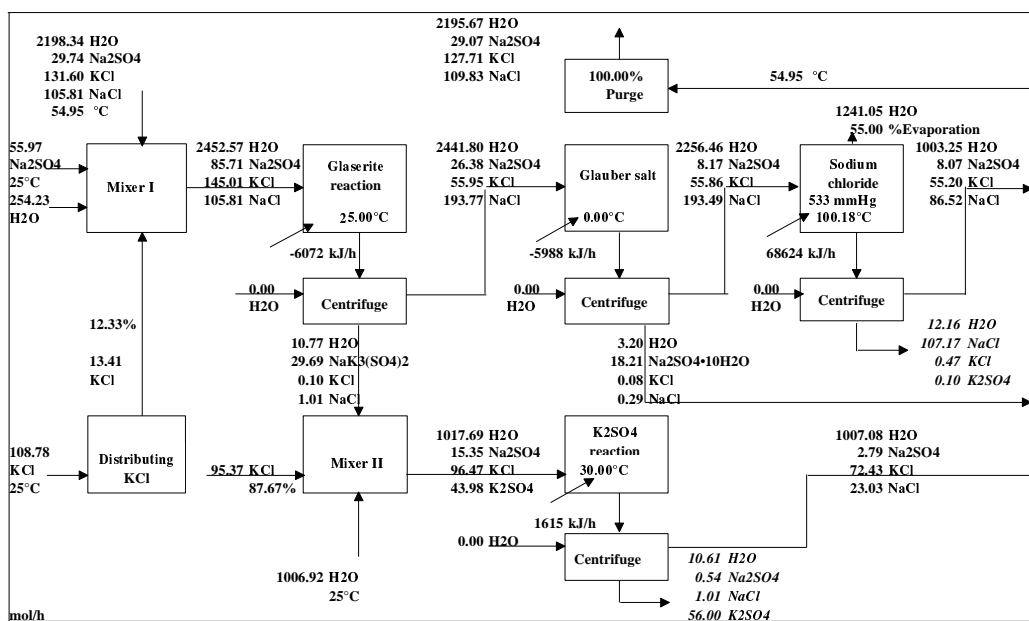 2198.34 H2O
29.74 Na2SO4
131.60 KCl
105.81 NaCl
54.95 °C
2195.67 H2O
29.07 Na2SO4
127.71 KCl
109.83 NaCl
100.00%
Purge
54.95 °C
1241.05 H2O
55.00 %Evaporation
55.97
Na2SO4
25°C
254.23
H2O
Mixer I
2452.57 H2O
85.71 Na2SO4
145.01 KCl
105.81 NaCl
Glaserite
reaction
25.00°C
-6072 kJ/h
2441.80 H2O
26.38 Na2SO4
55.95 KCl
193.77 NaCl
Glauber salt
0.00°C
-5988 kJ/h
2256.46 H2O
8.17 Na2SO4
55.86 KCl
193.49 NaCl
Sodium
chloride
533 mmHg
100.18°C
68624 kJ/h
1003.25 H2O
8.07 Na2SO4
55.20 KCl
86.52 NaCl
0.00
H2O
Centrifuge
0.00
H2O
Centrifuge
0.00
H2O
Centrifuge
12.33%
13.41
KCl
10.77 H2O
29.69 NaK3(SO4)2
0.10 KCl
1.01 NaCl
3.20 H2O
18.21 Na2SO4•10H2O
0.08 KCl
0.29 NaCl
12.16 H2O
107.17 NaCl
0.47 KCl
0.10 K2SO4
108.78
KCl
25°C
Distributing
KCl
95.37 KCl
87.67%
Mixer II
1017.69 H2O
15.35 Na2SO4
96.47 KCl
43.98 K2SO4
K2SO4
reaction
30.00°C
1615 kJ/h
1007.08 H2O
2.79 Na2SO4
72.43 KCl
23.03 NaCl
0.00 H2O
Centrifuge
1006.92 H2O
25°C
10.61 H2O
0.54 Na2SO4
1.01 NaCl
56.00 K2SO4
mol/h